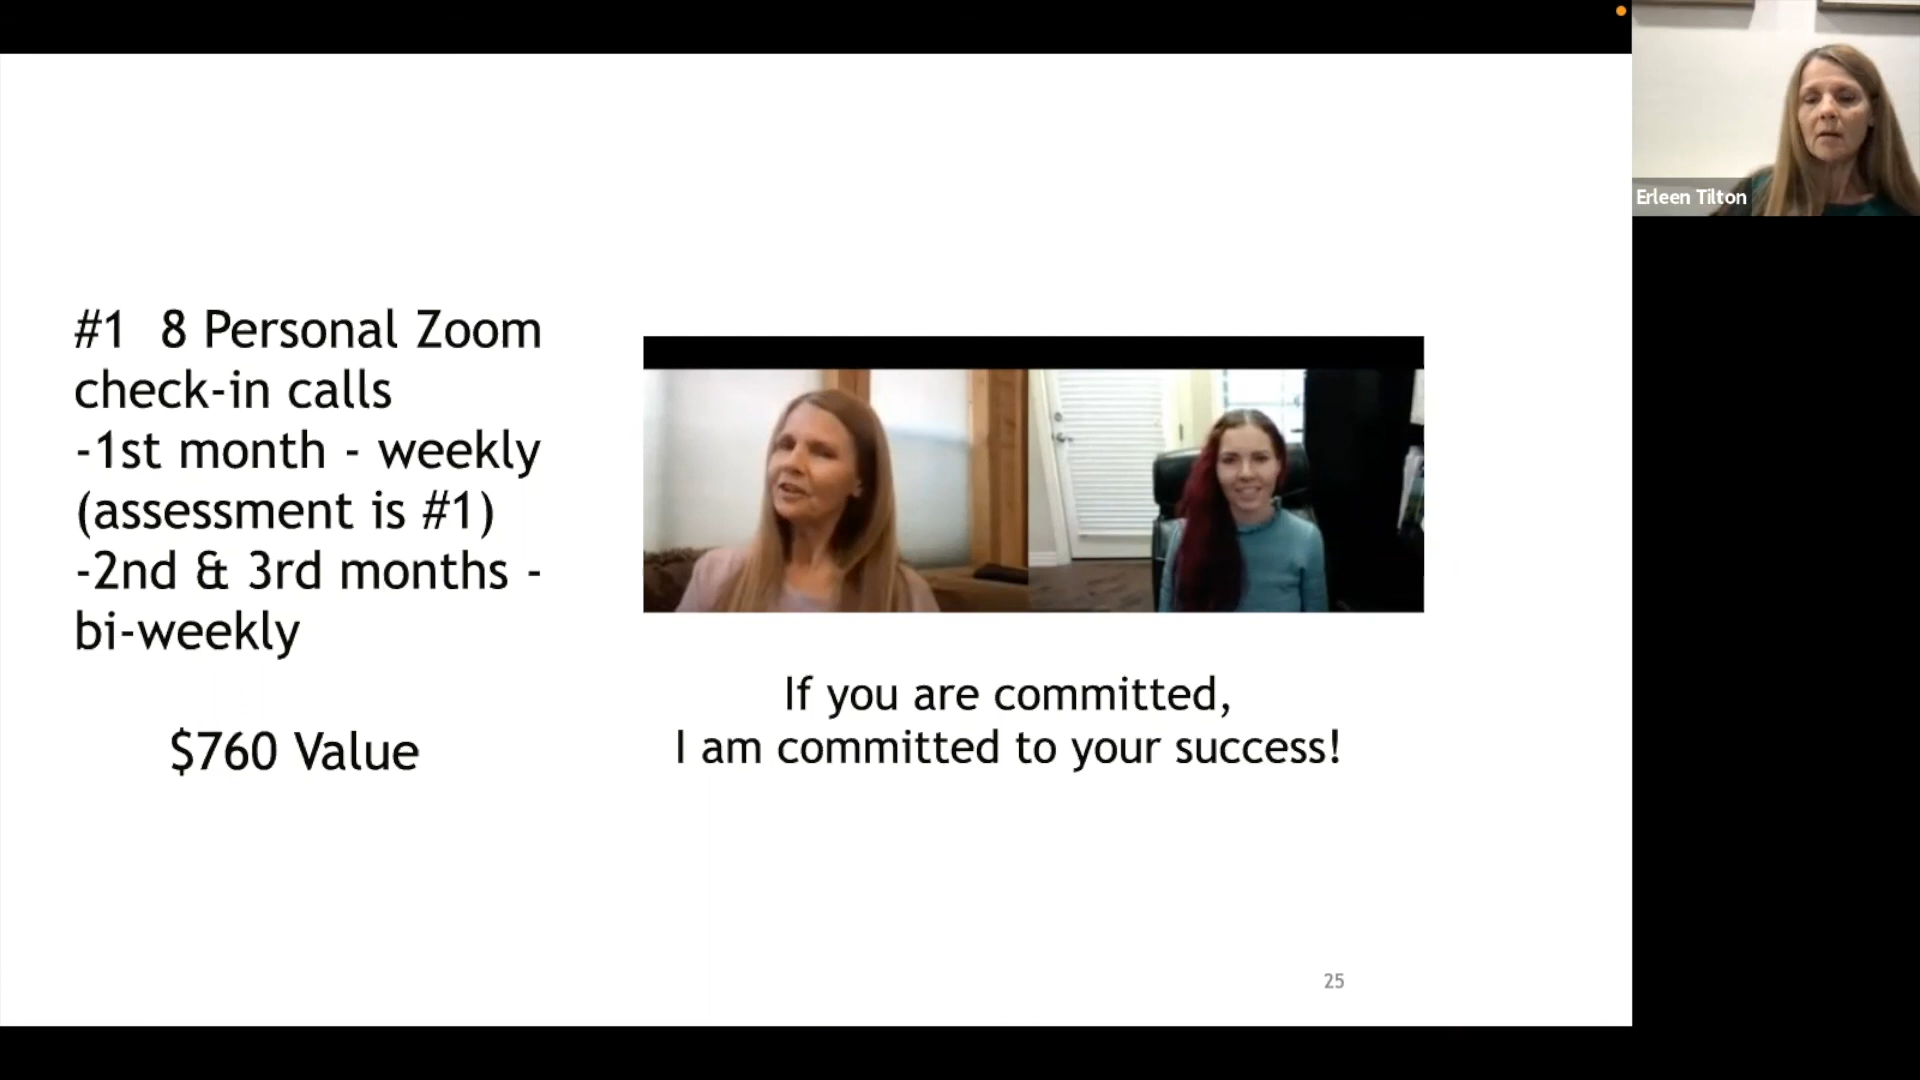 #1  8 Personal Zoom
check-in calls
-1st month - weekly
(assessment is #1)
-2nd & 3rd months -
bi-weekly
$760 Value
If you are committed,
I am committed to your success!
25
Erleen Tilton